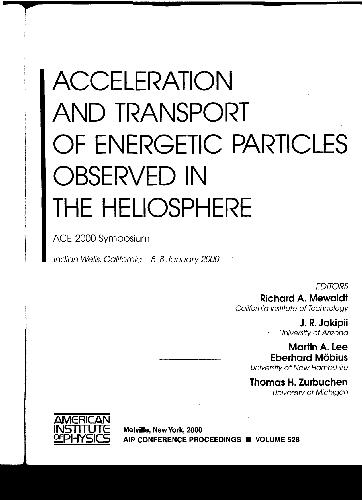 ACCELERATION
AND TRANSPORT
OF ENERGETIC PARTICLES
OBSERVED IN
THE HELIOSPHERE
ACE 2000 Symposium
Indian Wells, California 5-8 January 2000
EDITORS
Richard A. Mewaldt
California Institute of Technology
J. R. Jokipii
University of Arizona
Martin A. Lee
Eberhard Möbius
University of New Hampshire
Thomas H. Zurbuchen
University of Michigan
AMERICAN
INSTITUTE
OF PHYSICS
Melville, New York, 2000
AIP CONFERENCE PROCEEDINGS ■ VOLUME 528